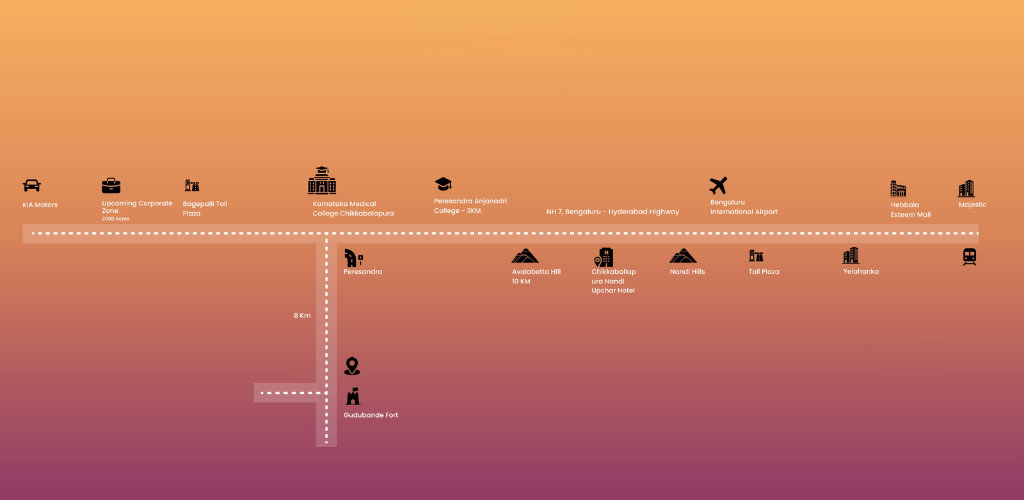 KIA Motors
Upcoming Corporate
Zone
2000 Acres
Bagepalli Toll
Plaza
Karnataka Medical
College Chikkabalapura
Peresandra Anjanadri
College - 2KM
NH 7, Bengaluru - Hyderabad Highway
Bengaluru
International Airport
Hebbala
Esteem Mall
Majestic
Peresandra
Avalabetta Hill
10 KM
Chikkaballap
ura Nandi
Upchar Hotel
Nandi Hills
Toll Plaza
Yelahanka
8 Km
Gudubande Fort